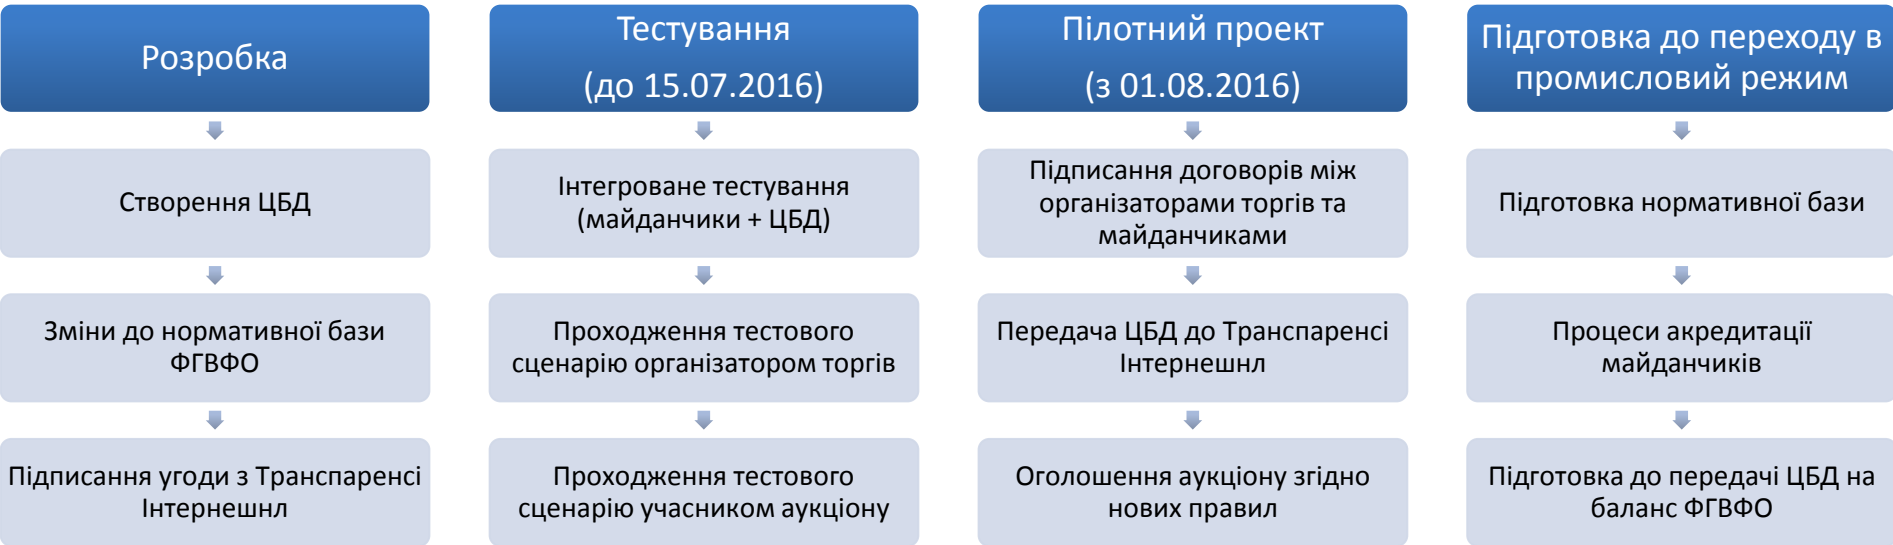 Розробка
Створення ЦБД
Зміни до нормативної бази
ФГВФО
Підписання угоди з Транспаренсі
Інтернешнл
Тестування
(до 15.07.2016)
Інтегроване тестування
(майданчики + ЦБД)
Проходження тестового
сценарію організатором торгів
Проходження тестового
сценарію учасником аукціону
Пілотний проект
(з 01.08.2016)
Підписання договорів між
організаторами торгів та
майданчиками
Передача ЦБД до Транспаренсі
Інтернешнл
Оголошення аукціону згідно
нових правил
Підготовка до переходу в
промисловий режим
Підготовка нормативної бази
Процеси акредитації
майданчиків
Підготовка до передачі ЦБД на
баланс ФГВФО